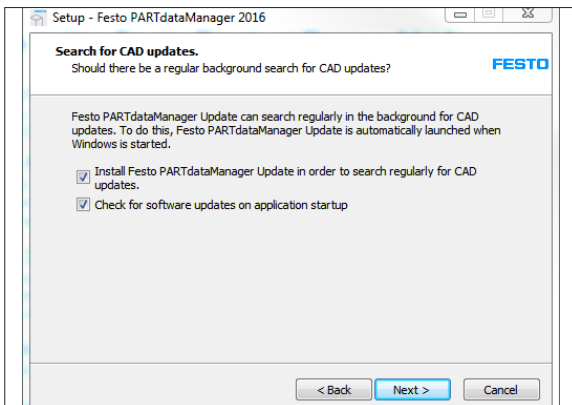 Setup - Festo PARTdataManager 2016
Search for CAD updates.
Should there be a regular background search for CAD updates?
FESTO
Festo PARTdataManager Update can search regularly in the background for CAD
updates. To do this, Festo PARTdataManager Update is automatically launched when
Windows is started.
Install Festo PARTdataManager Update in order to search regularly for CAD
updates.
Check for software updates on application startup
< Back
Next >
Cancel